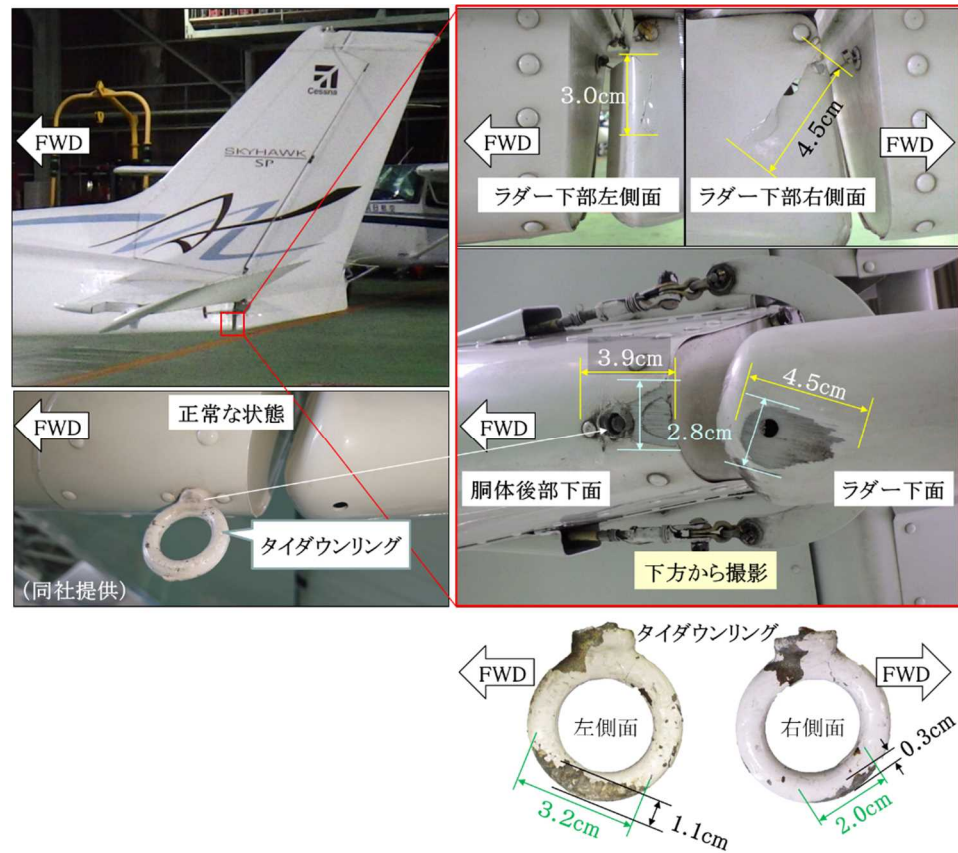 FWD
Cessna
SKYHAWK
SP
3.0cm
FWD
ラダー下部左側面
4.5cm
FWD
ラダー下部右側面
FWD
正常な状態
タイダウンリング
(同社提供)
3.9cm
2.8cm
4.5cm
FWD
胴体後部下面
ラダー下面
下方から撮影
タイダウンリング
FWD
左側面
3.2cm
1.1cm
FWD
右側面
0.3cm
2.0cm